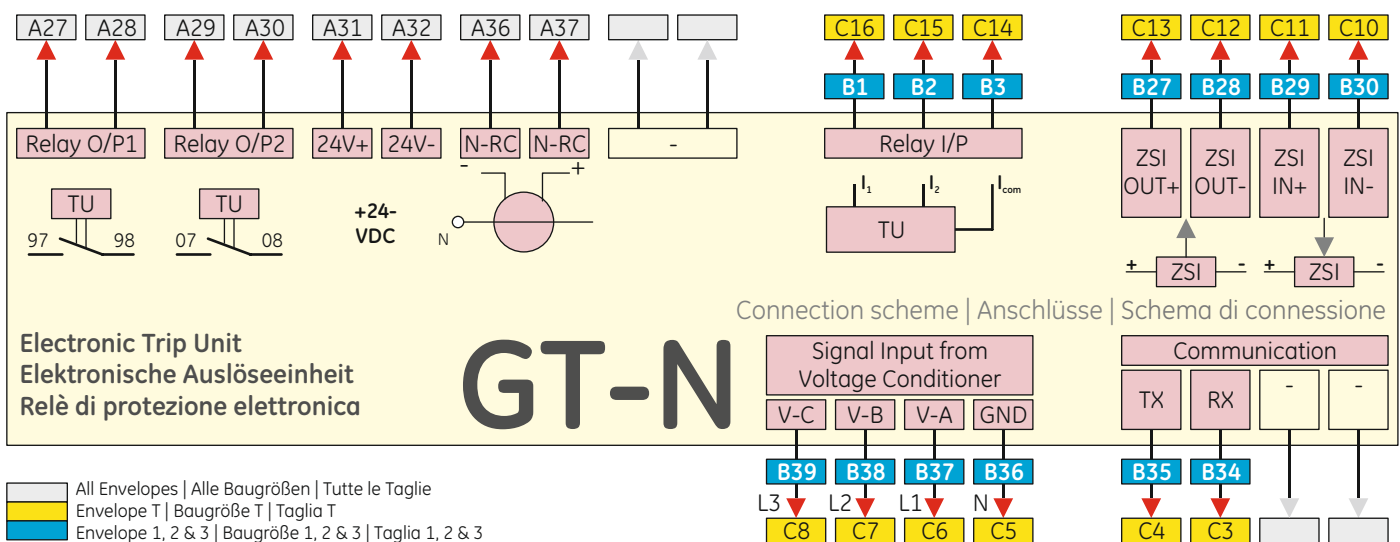 A27 A28 A29 A30 A31 A32 A36 A37 C16 C15 C14 C13 C12 C11 C10
B1 B2 B3 B27 B28 B29 B30
Relay O/P1 Relay O/P2 24V+ 24V- N-RC N-RC - Relay I/P
ZSI OUT+ ZSI OUT- ZSI IN+ ZSI IN-
- +
TU TU
97 98 07 08
+24-
VDC
N
I1 I2 Icom
TU
+ ZSI - + ZSI -
Connection scheme | Anschlüsse | Schema di connessione
Electronic Trip Unit
Elektronische Auslöseeinheit
Relè di protezione elettronica
GT-N
Signal Input from
Voltage Conditioner
V-C V-B V-A GND
Communication
TX RX - -
B39 B38 B37 B36 B35 B34
L3 L2 L1 N
C8 C7 C6 C5 C4 C3
All Envelopes | Alle Baugrößen | Tutte le Taglie
Envelope T | Baugröße T | Taglia T
Envelope 1, 2 & 3 | Baugröße 1, 2 & 3 | Taglia 1, 2 & 3